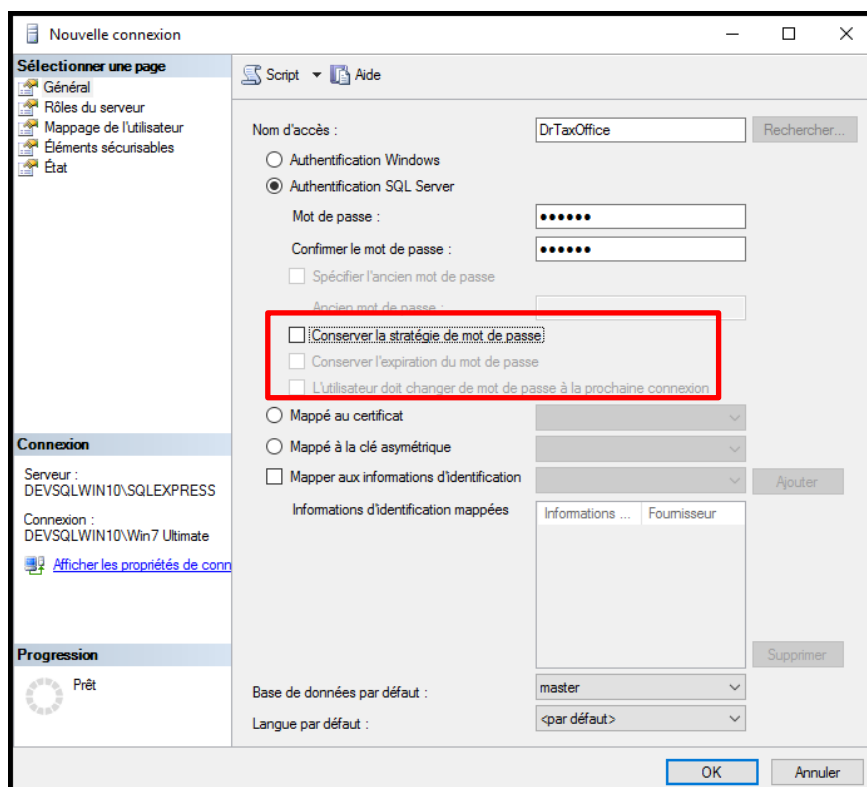 Nouvelle connexion
Sélectionner une page
Général
Rôles du serveur
Mappage de l'utilisateur
Éléments sécurisables
État
Script
Aide
Nom d'accès :
DrTaxOffice
Rechercher...
Authentification Windows
Authentification SQL Server
Mot de passe :
●●●●●●
Confirmer le mot de passe :
●●●●●●
Spécifier l'ancien mot de passe
Ancien mot de passe :
Conserver la stratégie de mot de passe
Conserver l'expiration du mot de passe
L'utilisateur doit changer de mot de passe à la prochaine connexion
Mappé au certificat
Mappé à la clé asymétrique
Mapper aux informations d'identification
Ajouter
Informations d'identification mappées
Informations ...
Fournisseur
Supprimer
Base de données par défaut :
master
Langue par défaut :
<par défaut>
Connexion
Serveur :
DEVSQLWIN10\SQLEXPRESS
Connexion :
DEVSQLWIN10\Win7 Ultimate
Afficher les propriétés de conn
Progression
Prêt
OK
Annuler